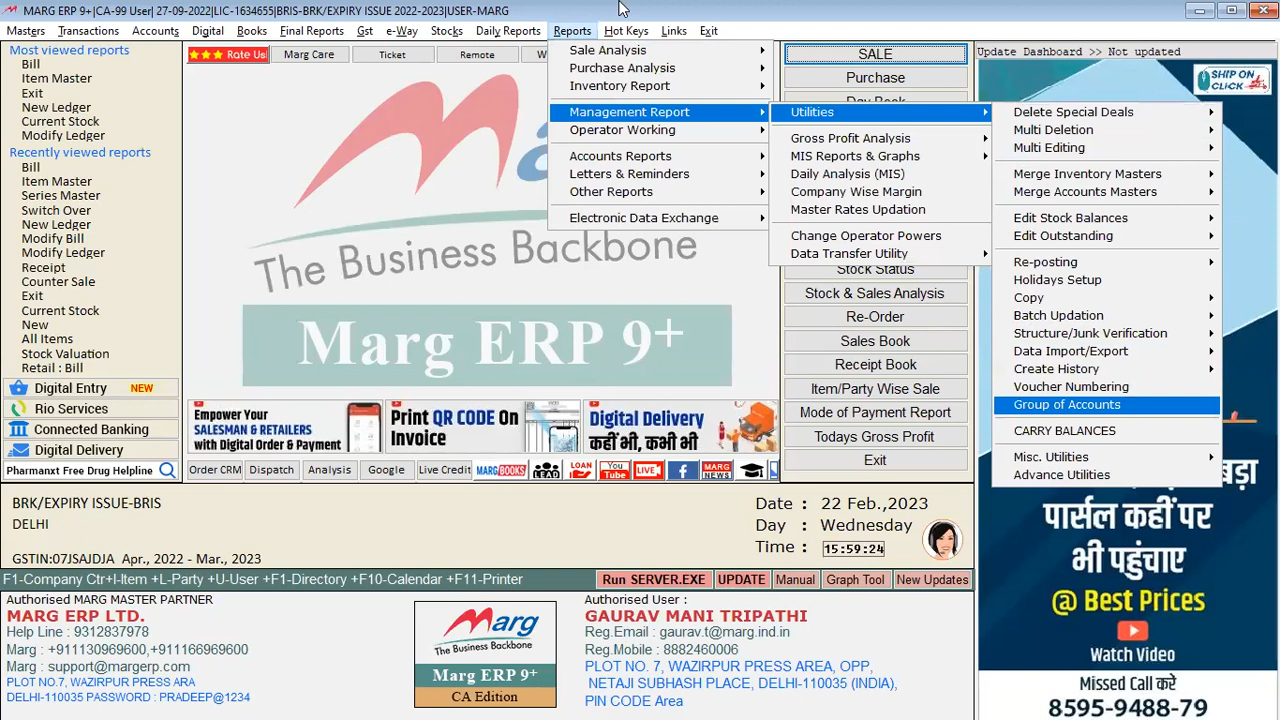 MARG ERP 9+|CA-99 User| 27-09-2022|LIC-1634655|BRIS-BRK/EXPIRY ISSUE 2022-2023|USER-MARG
Masters Transactions Accounts Digital Books Final Reports Gst e-Way Stocks Daily Reports Reports Hot Keys Links Exit
Most viewed reports
Bill
Item Master
Exit
New Ledger
Current Stock
Modify Ledger
Recently viewed reports
Bill
Item Master
Series Master
Switch Over
New Ledger
Modify Bill
Modify Ledger
Receipt
Counter Sale
Exit
Current Stock
New
All Items
Stock Valuation
Retail : Bill
Digital Entry NEW
Rio Services
Connected Banking
Digital Delivery
Pharmanxt Free Drug Helpline
Rate Us Marg Care Ticket Remote W
Marg
The Business Backbone
Marg ERP 9+
Sale Analysis
Purchase Analysis
Inventory Report
Management Report
Operator Working
Accounts Reports
Letters & Reminders
Other Reports
Electronic Data Exchange
Utilities
Gross Profit Analysis
MIS Reports & Graphs
Daily Analysis (MIS)
Company Wise Margin
Master Rates Updation
Change Operator Powers
Data Transfer Utility
Delete Special Deals
Multi Deletion
Multi Editing
Merge Inventory Masters
Merge Accounts Masters
Edit Stock Balances
Edit Outstanding
Re-posting
Holidays Setup
Copy
Batch Updation
Structure/Junk Verification
Data Import/Export
Create History
Voucher Numbering
Group of Accounts
CARRY BALANCES
Misc. Utilities
Advance Utilities
SALE
Purchase
Day Book
Stock Status
Stock & Sales Analysis
Re-Order
Sales Book
Receipt Book
Item/Party Wise Sale
Mode of Payment Report
Todays Gross Profit
Exit
Update Dashboard >> Not updated
SHIP ON CLICK
पार्सल कहीं पर
भी पहुंचाए
@ Best Prices
Watch Video
Missed Call करे
8595-9488-79
Empower Your
SALESMAN & RETAILERS
with Digital Order & Payment
Print QR CODE On
Invoice
Digital Delivery
कहीं भी, कभी भी
Order CRM Dispatch Analysis Google Live Credit MARGBOOKS LEAD LOAN You Tube LIVE f MARG NEWS
BRK/EXPIRY ISSUE-BRIS
DELHI
GSTIN:07JSAJDJA Apr., 2022 - Mar., 2023
Date : 22 Feb.,2023
Day : Wednesday
Time : 15:59:24
F1-Company Ctr+I-Item +L-Party +U-User +F1-Directory +F10-Calendar +F11-Printer
Run SERVER.EXE UPDATE Manual Graph Tool New Updates
Authorised MARG MASTER PARTNER
MARG ERP LTD.
Help Line : 9312837978
Marg : +911130969600,+911166969600
Marg : support@margerp.com
PLOT NO.7, WAZIRPUR PRESS ARA
DELHI-110035 PASSWORD : PRADEEP@1234
Marg
The Business Backbone
Marg ERP 9+
CA Edition
Authorised User :
GAURAV MANI TRIPATHI
Reg.Email : gaurav.t@marg.ind.in
Reg.Mobile : 8882460006
PLOT NO. 7, WAZIRPUR PRESS AREA, OPP,
NETAJI SUBHASH PLACE, DELHI-110035 (INDIA),
PIN CODE Area